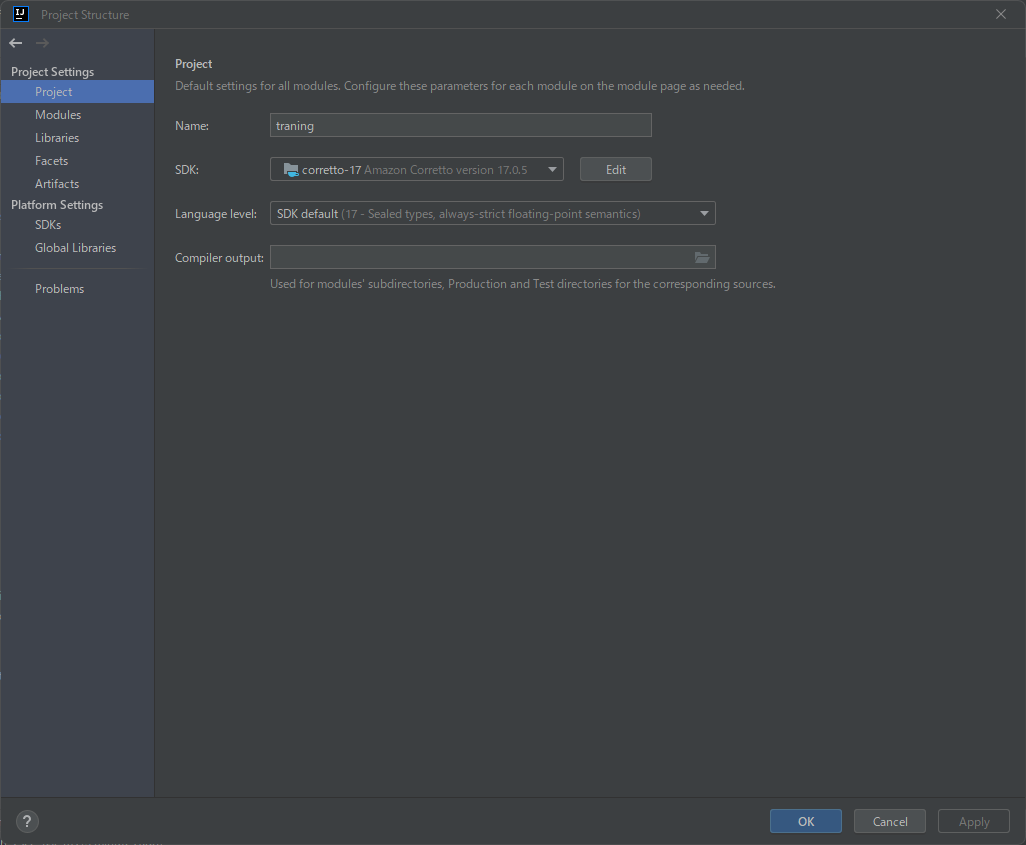 IJ
Project Structure
Project Settings
Project
Modules
Libraries
Facets
Artifacts
Platform Settings
SDKs
Global Libraries
Problems
Project
Default settings for all modules. Configure these parameters for each module on the module page as needed.
Name: traning
SDK: corretto-17 Amazon Corretto version 17.0.5 Edit
Language level: SDK default (17 - Sealed types, always-strict floating-point semantics)
Compiler output:
Used for modules' subdirectories, Production and Test directories for the corresponding sources.
? OK Cancel Apply